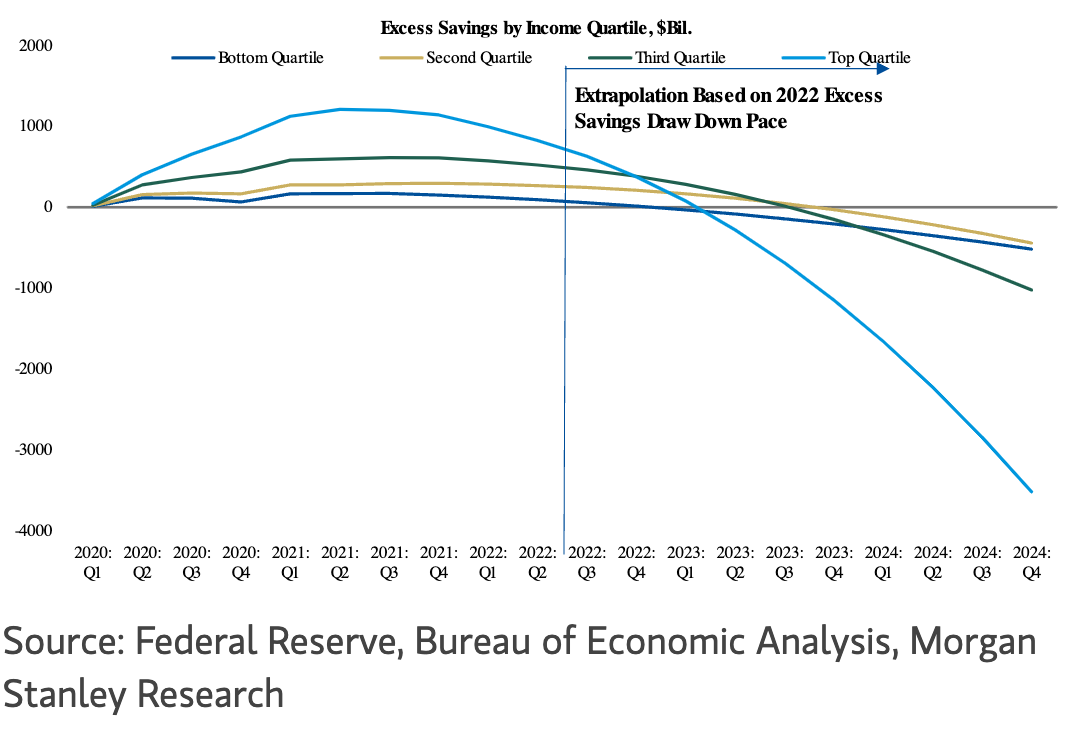 Excess Savings by Income Quartile, $Bil.
Bottom Quartile Second Quartile Third Quartile Top Quartile
Extrapolation Based on 2022 Excess
Savings Draw Down Pace
2000
1000
0
-1000
-2000
-3000
-4000
2020: 2020: 2020: 2020: 2021: 2021: 2021: 2021: 2022: 2022: 2022: 2022: 2023: 2023: 2023: 2023: 2024: 2024: 2024: 2024:
Q1 Q2 Q3 Q4 Q1 Q2 Q3 Q4 Q1 Q2 Q3 Q4 Q1 Q2 Q3 Q4 Q1 Q2 Q3 Q4
Source: Federal Reserve, Bureau of Economic Analysis, Morgan
Stanley Research